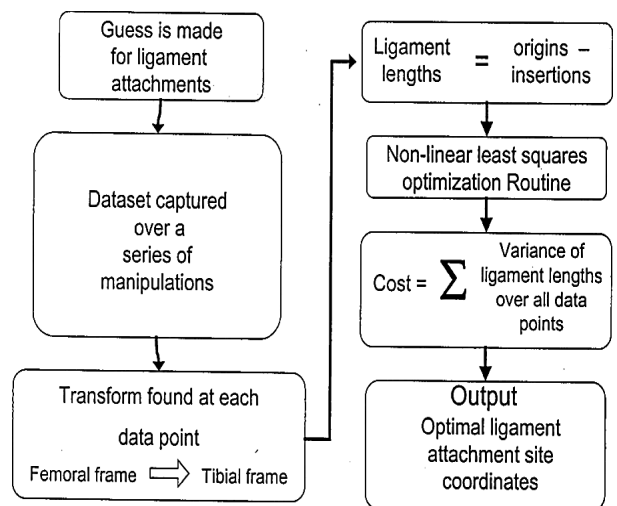 Guess is made
for ligament
attachments
Dataset captured
over a
series of
manipulations
Transform found at each
data point
Femoral frame ⇨ Tibial frame
Ligament lengths = origins – insertions
Non-linear least squares
optimization Routine
Cost = ∑ Variance of ligament lengths over all data points
Output
Optimal ligament
attachment site
coordinates